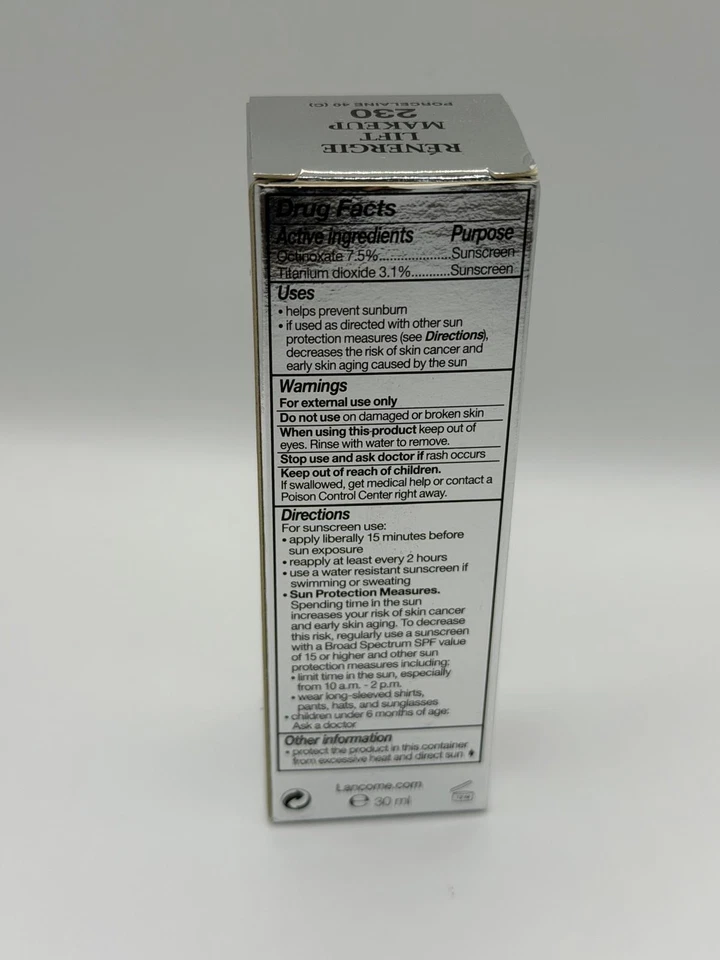 RÉNERGIE
LIFT
MAKEUP
230
PORCELAINE 40 (C)
Drug Facts
Active Ingredients Purpose
Octinoxate 7.5%....................Sunscreen
Titanium dioxide 3.1%...........Sunscreen
Uses
• helps prevent sunburn
• if used as directed with other sun
protection measures (see Directions),
decreases the risk of skin cancer and
early skin aging caused by the sun
Warnings
For external use only
Do not use on damaged or broken skin
When using this product keep out of
eyes. Rinse with water to remove.
Stop use and ask doctor if rash occurs
Keep out of reach of children.
If swallowed, get medical help or contact a
Poison Control Center right away.
Directions
For sunscreen use:
• apply liberally 15 minutes before
sun exposure
• reapply at least every 2 hours
• use a water resistant sunscreen if
swimming or sweating
• Sun Protection Measures.
Spending time in the sun
increases your risk of skin cancer
and early skin aging. To decrease
this risk, regularly use a sunscreen
with a Broad Spectrum SPF value
of 15 or higher and other sun
protection measures including:
• limit time in the sun, especially
from 10 a.m. - 2 p.m.
• wear long-sleeved shirts,
pants, hats, and sunglasses
• children under 6 months of age:
Ask a doctor
Other information
• protect the product in this container
from excessive heat and direct sun
Lancome.com
℮ 30 ml